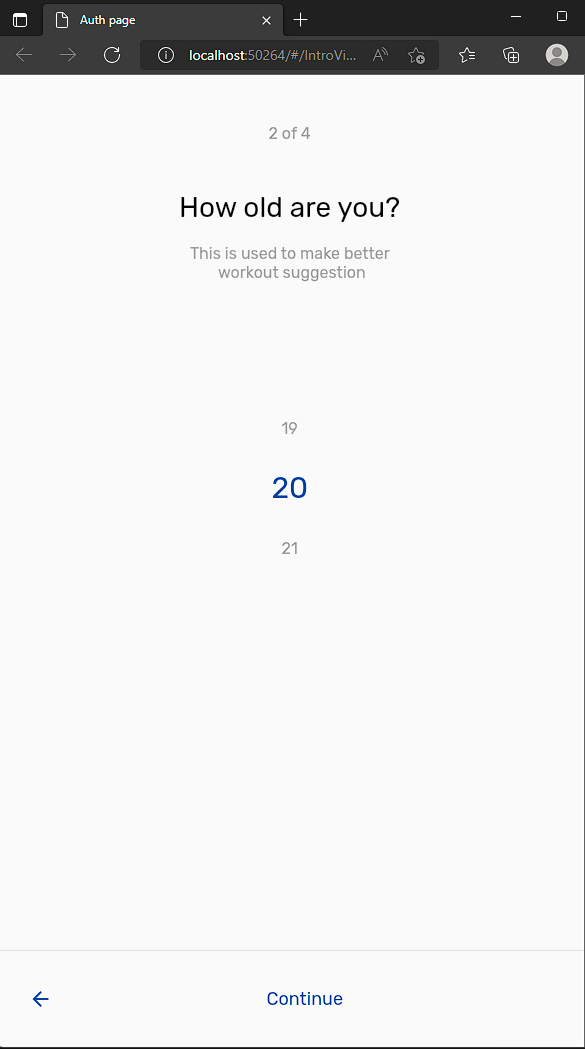 Auth page
localhost:50264/#/IntroVi...
2 of 4
How old are you?
This is used to make better
workout suggestion
19
20
21
Continue